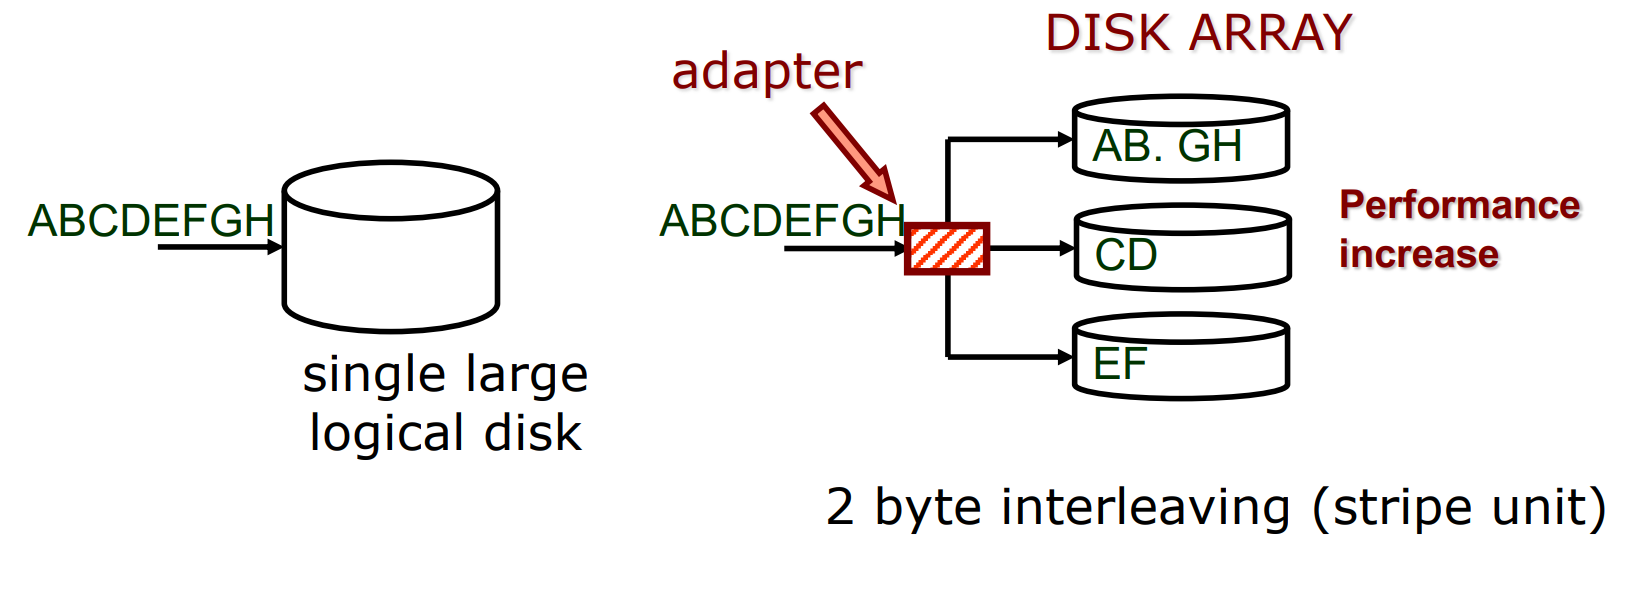 DISK ARRAY
adapter
AB. GH
ABCDEFGH
ABCDEFGH
CD
Performance
increase
EF
single large
logical disk
2 byte interleaving (stripe unit)